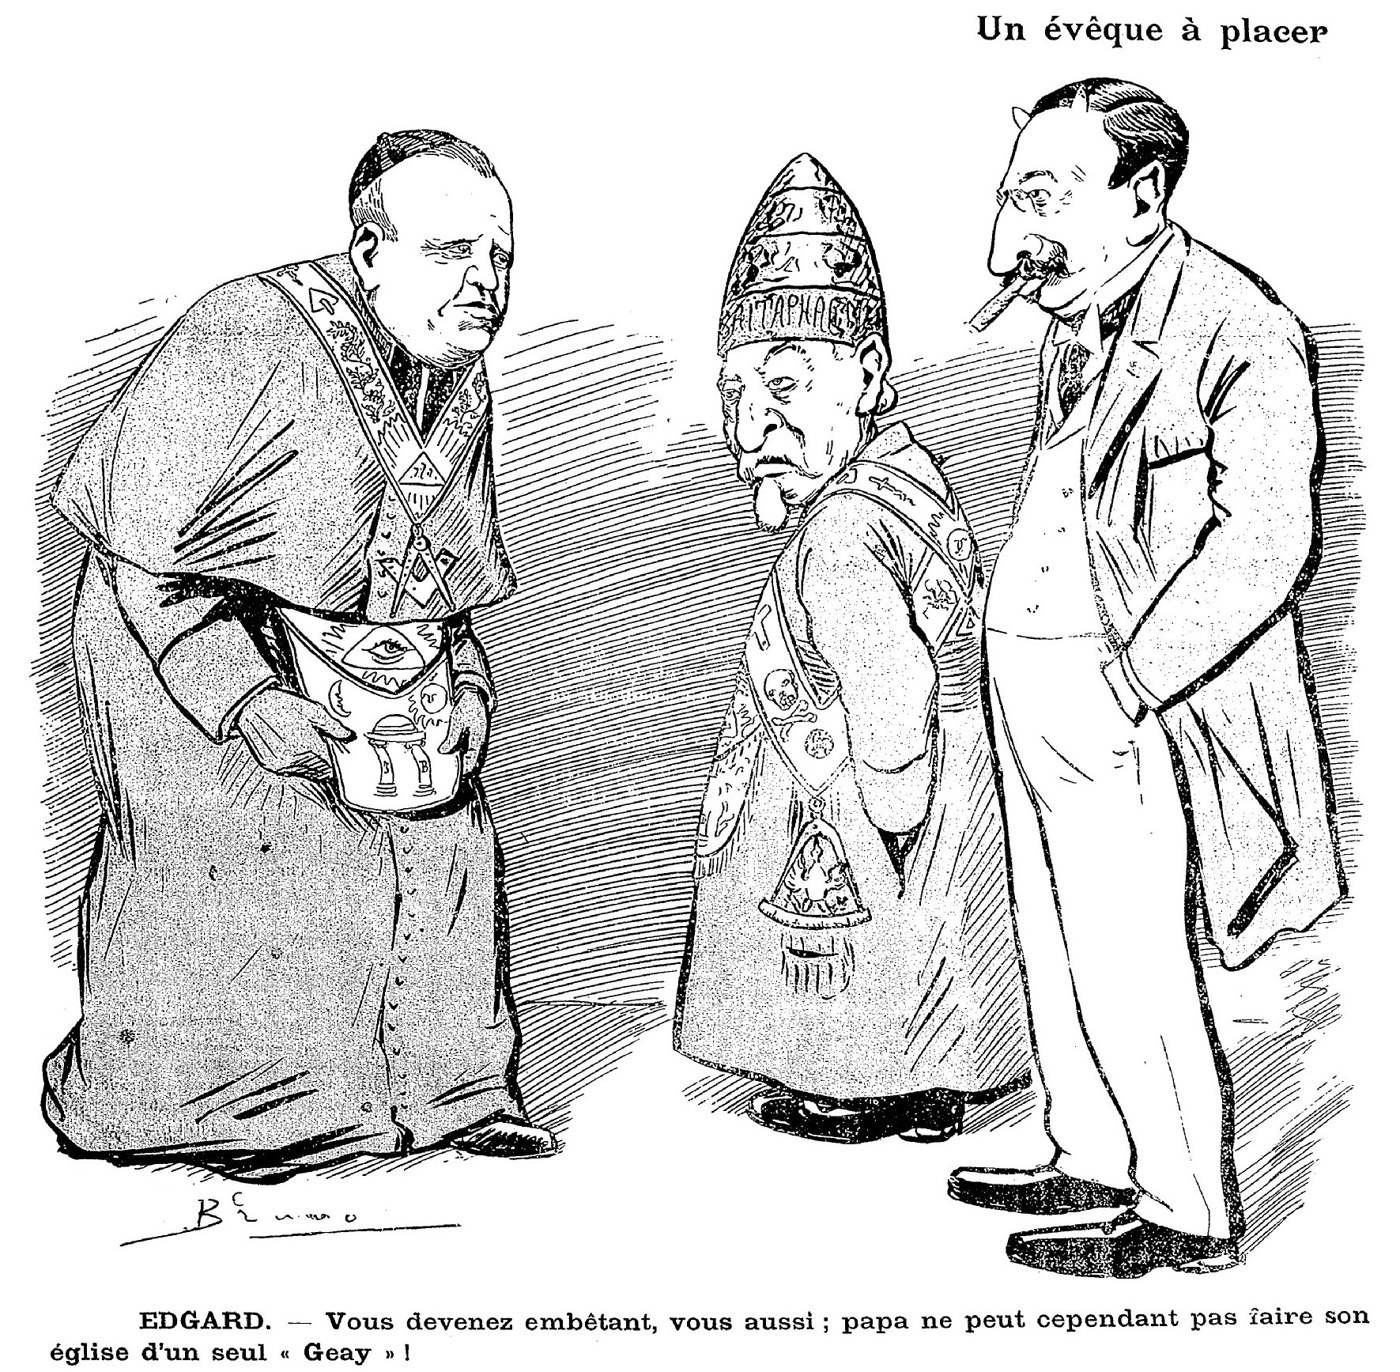 Un évêque à placer
B B
EDGARD. — Vous devenez embêtant, vous aussi ; papa ne peut cependant pas faire son
église d'un seul « Geay » !